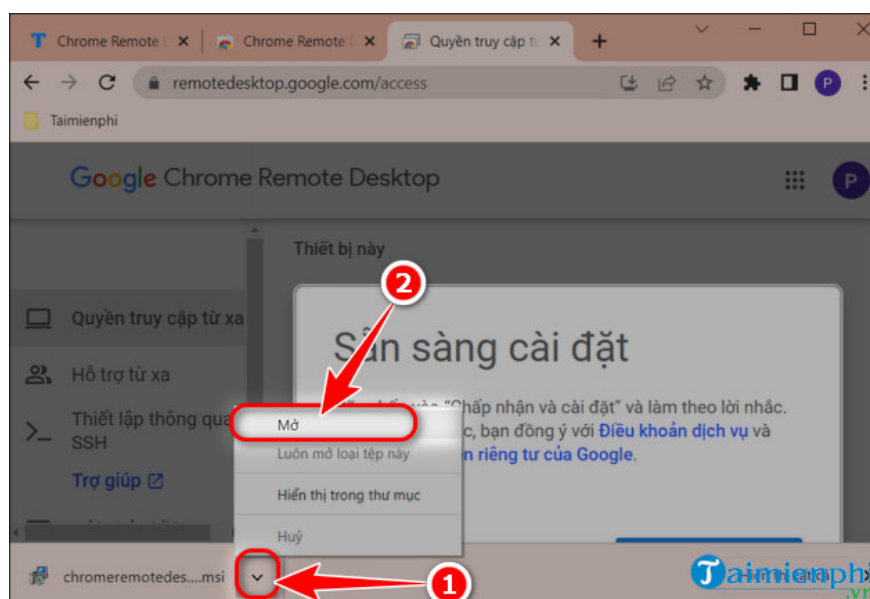 Chrome Remote
Chrome Remote
Quyền truy cập t
remotedesktop.google.com/access
P
Taimienphi
Google Chrome Remote Desktop
P
Thiết bị này
Quyền truy cập từ xa
Hỗ trợ từ xa
Thiết lập thông qua
SSH
Trợ giúp
2
Sẵn sàng cài đặt
"Chấp nhận và cài đặt" và làm theo lời nhắc.
bạn đồng ý với Điều khoản dịch vụ và
riêng tư của Google.
Mở
Luôn mở loại tệp này
Hiển thị trong thư mục
Huỷ
chromeremotedes....msi
1
Taimienphi
.vn